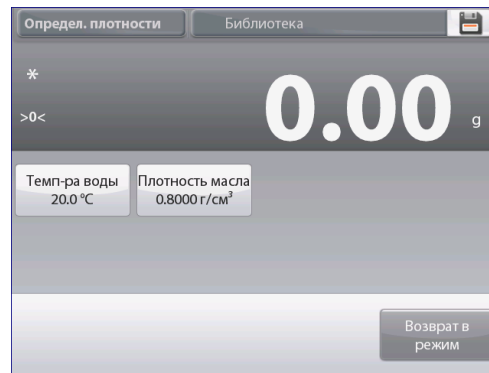 Определ. плотности
Библиотека
*
>0<
0.00 g
Темп-ра воды
20.0 °C
Плотность масла
0.8000 г/см³
Возврат в
режим